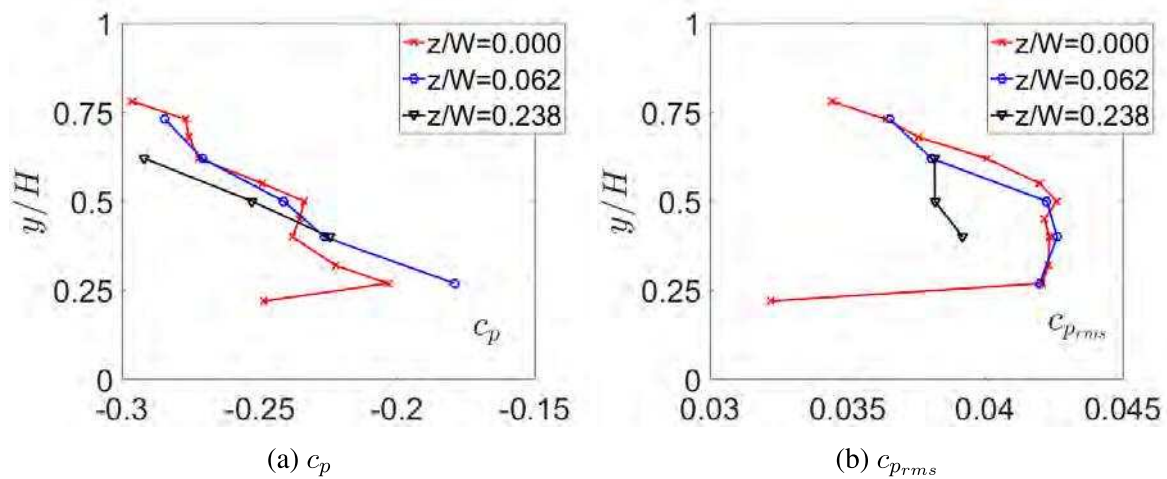 1
0.75
0.5
0.25
0
y/H
z/W=0.000
z/W=0.062
z/W=0.238
c_p
-0.3
-0.25
-0.2
-0.15
(a) c_p
1
0.75
0.5
0.25
0
y/H
z/W=0.000
z/W=0.062
z/W=0.238
c_{p_{rms}}
0.03
0.035
0.04
0.045
(b) c_{p_{rms}}